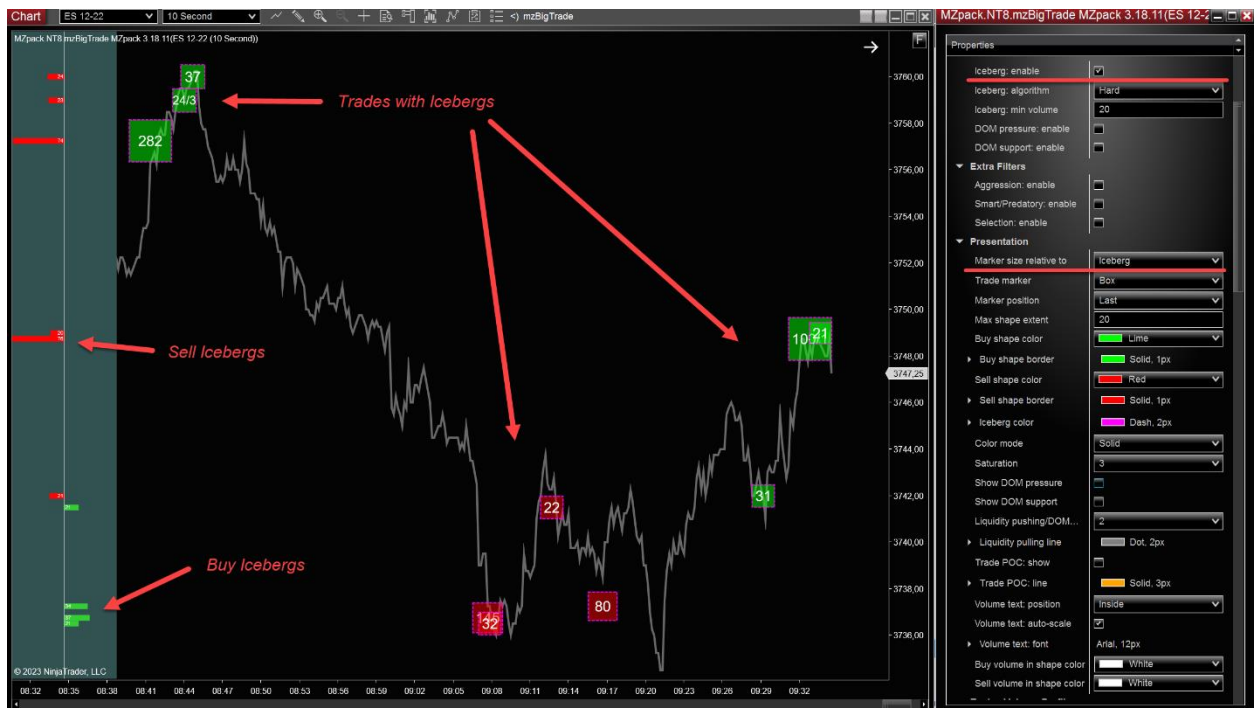 Chart
ES 12-22
10 Second
<) mzBigTrade
MZpack.NT8.mzBigTrade MZpack 3.18.11(ES 12-2
MZpack.NT8.mzBigTrade MZpack 3.18.11(ES 12-22 (10 Second))
F
37
24/3
282
Trades with Icebergs
Sell Icebergs
Buy Icebergs
22
32
80
31
21
3760,00
3758,00
3756,00
3754,00
3752,00
3750,00
3748,00
3747,25
3746,00
3744,00
3742,00
3740,00
3738,00
3736,00
© 2023 NinjaTrader, LLC
08:32 08:35 08:38 08:41 08:44 08:47 08:50 08:53 08:56 08:59 09:02 09:05 09:08 09:11 09:14 09:17 09:20 09:23 09:26 09:29 09:32
Properties
Iceberg: enable
Iceberg: algorithm Hard
Iceberg: min volume 20
DOM pressure: enable
DOM support: enable
Extra Filters
Aggression: enable
Smart/Predatory: enable
Selection: enable
Presentation
Marker size relative to Iceberg
Trade marker Box
Marker position Last
Max shape extent 20
Buy shape color Lime
Buy shape border Solid, 1px
Sell shape color Red
Sell shape border Solid, 1px
Iceberg color Dash, 2px
Color mode Solid
Saturation 3
Show DOM pressure
Show DOM support
Liquidity pushing/DOM... 2
Liquidity pulling line Dot, 2px
Trade POC: show
Trade POC: line Solid, 3px
Volume text: position Inside
Volume text: auto-scale
Volume text: font Arial, 12px
Buy volume in shape color White
Sell volume in shape color White